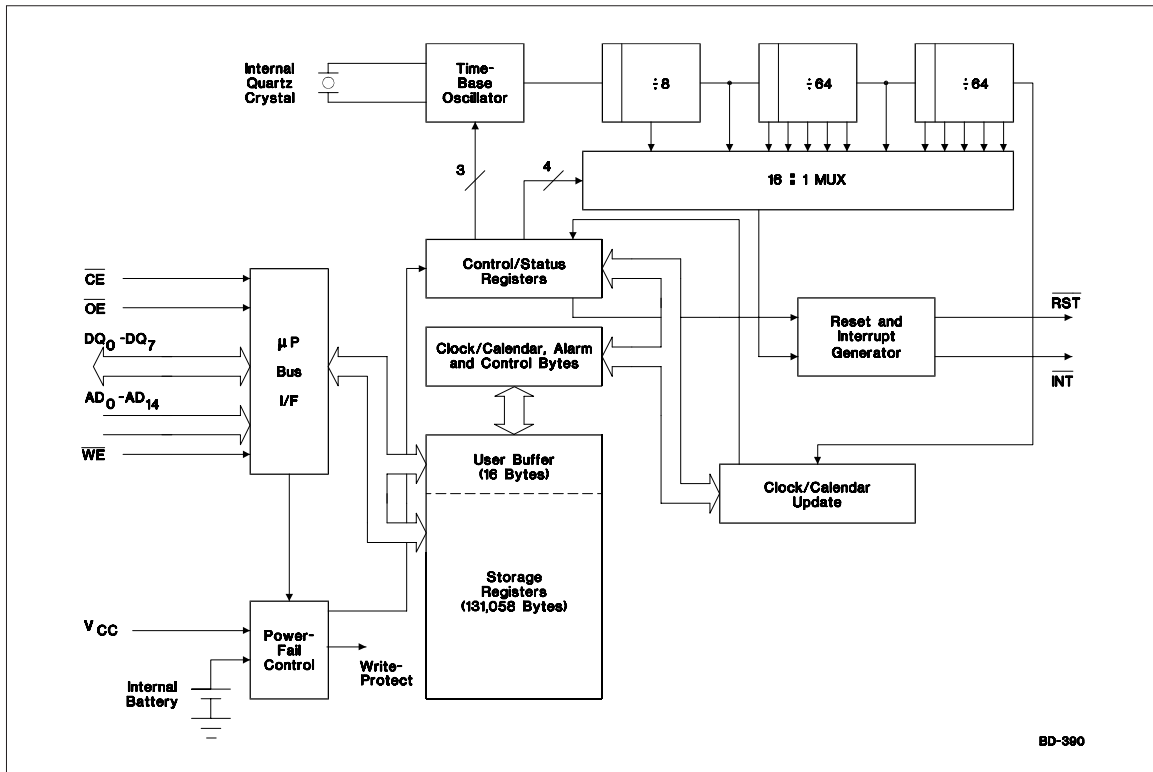 Internal
Quartz
Crystal
Time-
Base
Oscillator
÷8
÷64
÷64
3
4
16 : 1 MUX
Control/Status
Registers
CE
OE
DQ0-DQ7
AD0-AD14
WE
µP
Bus
I/F
Clock/Calendar, Alarm
and Control Bytes
Reset and
Interrupt
Generator
RST
INT
User Buffer
(16 Bytes)
Clock/Calendar
Update
Storage
Registers
(131,058 Bytes)
VCC
Power-
Fail
Control
Write-
Protect
Internal
Battery
BD-390